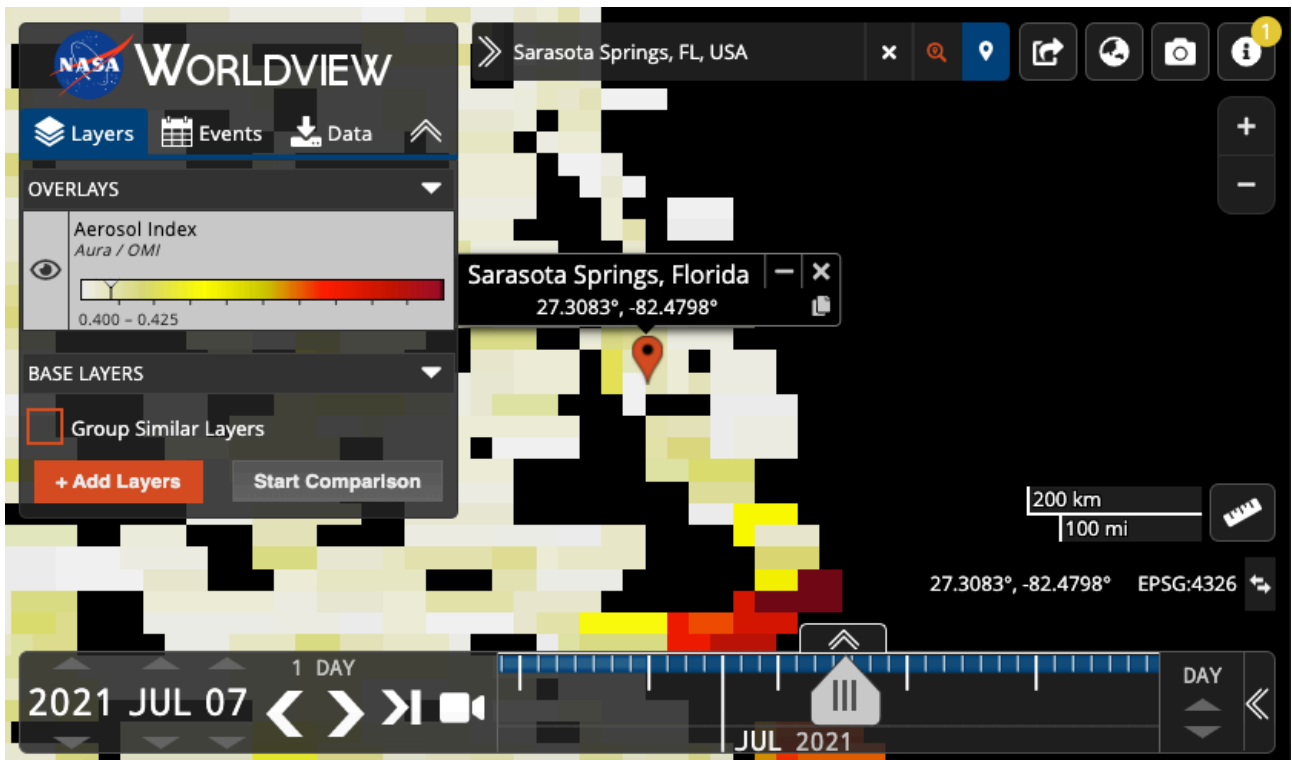 NASA WORLDVIEW
Sarasota Springs, FL, USA
1
Layers Events Data
OVERLAYS
Aerosol Index
Aura / OMI
0.400 – 0.425
BASE LAYERS
Group Similar Layers
+ Add Layers Start Comparison
Sarasota Springs, Florida
27.3083°, -82.4798°
200 km
100 mi
27.3083°, -82.4798° EPSG:4326
1 DAY
2021 JUL 07
JUL 2021
DAY